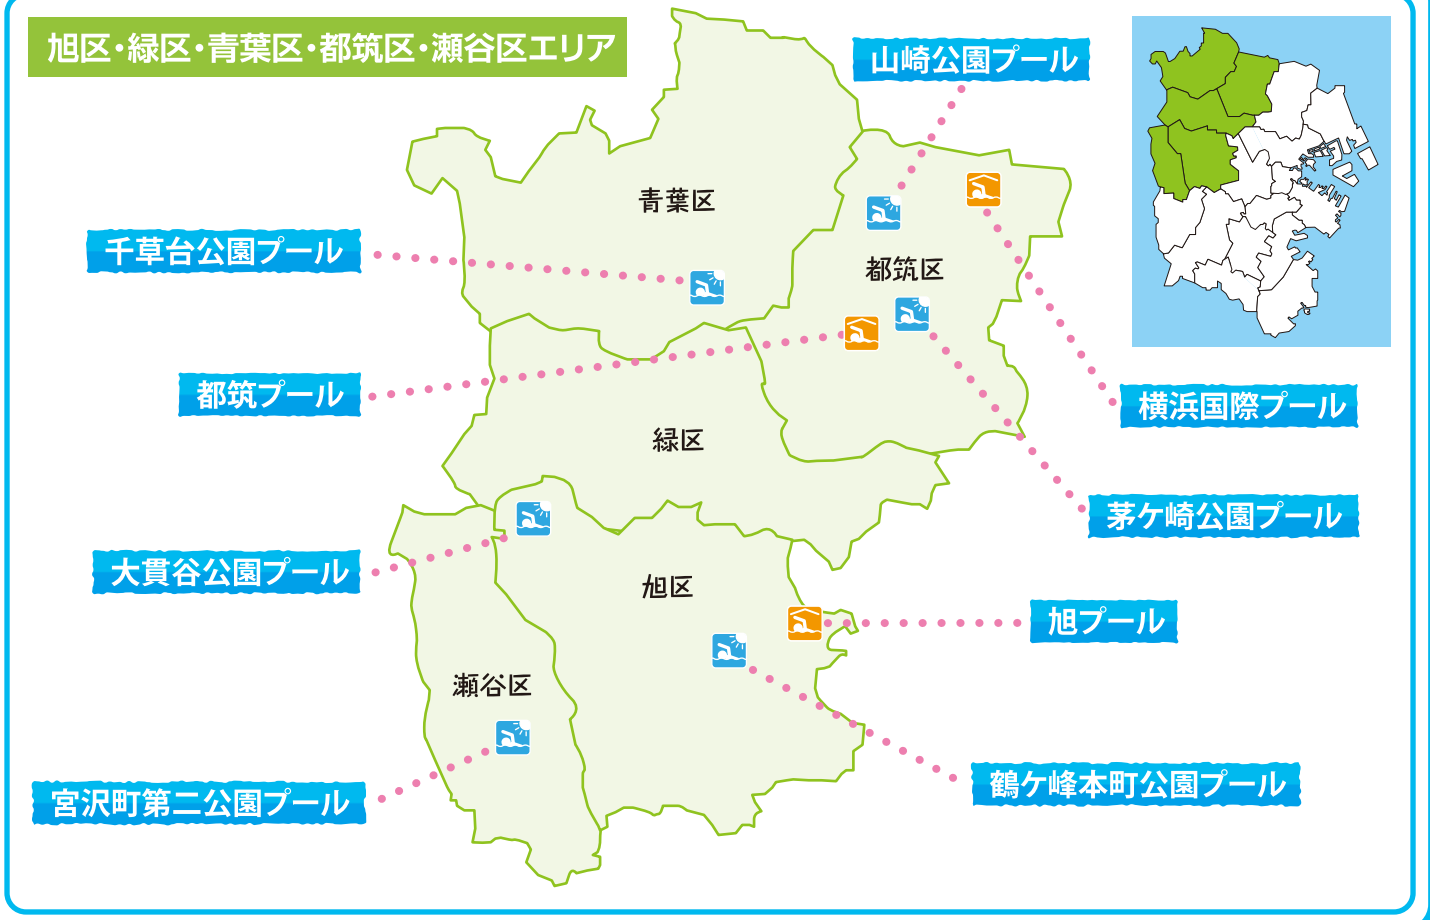 旭区・緑区・青葉区・都筑区・瀬谷区エリア
山崎公園プール
青葉区
千草台公園プール
都筑区
都筑プール
横浜国際プール
緑区
茅ケ崎公園プール
大貫谷公園プール
旭区
旭プール
瀬谷区
鶴ケ峰本町公園プール
宮沢町第二公園プール